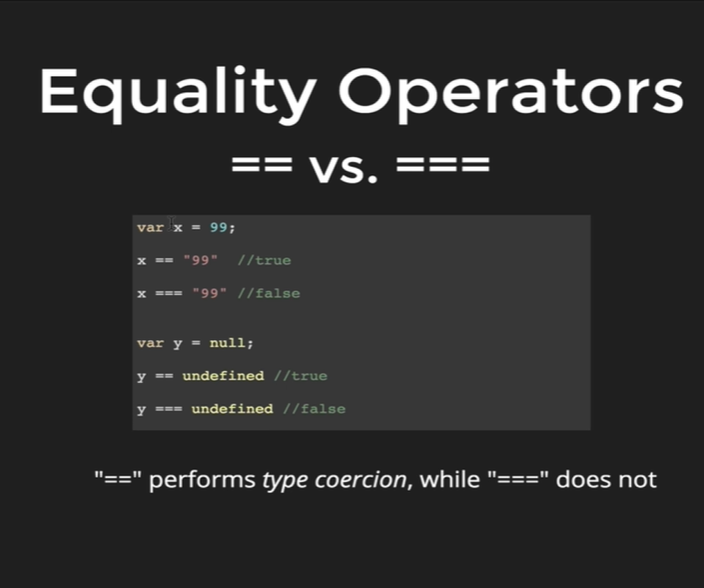 Equality Operators
== vs. ===
var x = 99;
x == "99" //true
x === "99" //false
var y = null;
y == undefined //true
y === undefined //false
"==" performs type coercion, while "===" does not